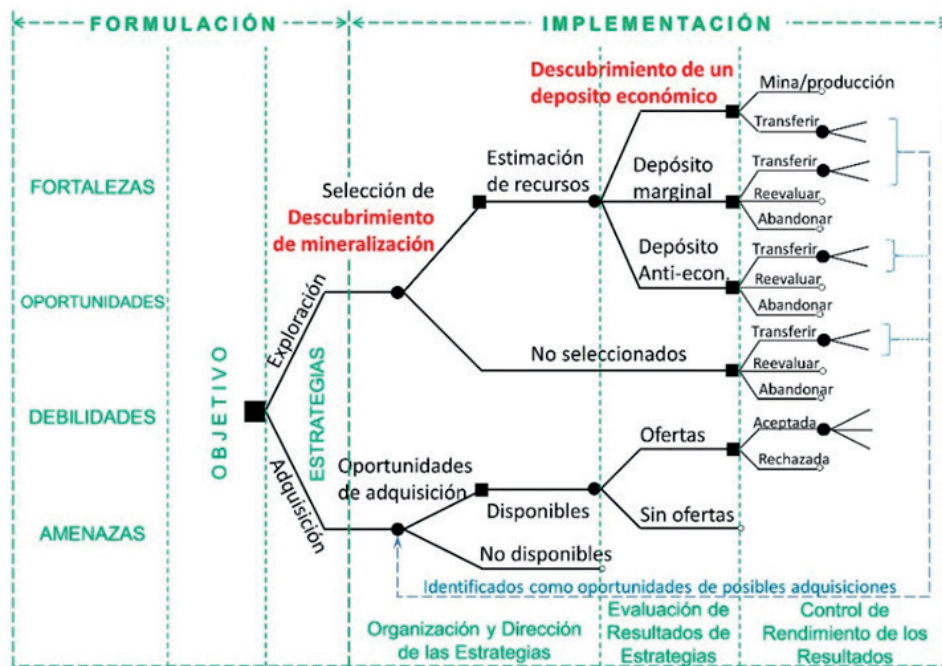 FORMULACIÓN
IMPLEMENTACIÓN
FORTALEZAS
OPORTUNIDADES
DEBILIDADES
AMENAZAS
OBJETIVO
Exploración
Adquisición
ESTRATEGIAS
Selección de
Descubrimiento
de mineralización
Estimación
de recursos
Descubrimiento de un
deposito económico
Mina/producción
Transferir
Depósito
marginal
Transferir
Reevaluar
Abandonar
Depósito
Anti-econ.
Transferir
Reevaluar
Abandonar
No seleccionados
Transferir
Reevaluar
Abandonar
Oportunidades
de adquisición
Disponibles
No disponibles
Ofertas
Sin ofertas
Aceptada
Rechazada
Identificados como oportunidades de posibles adquisiciones
Organización y Dirección
de las Estrategias
Evaluación de
Resultados de
Estrategias
Control de
Rendimiento de los
Resultados